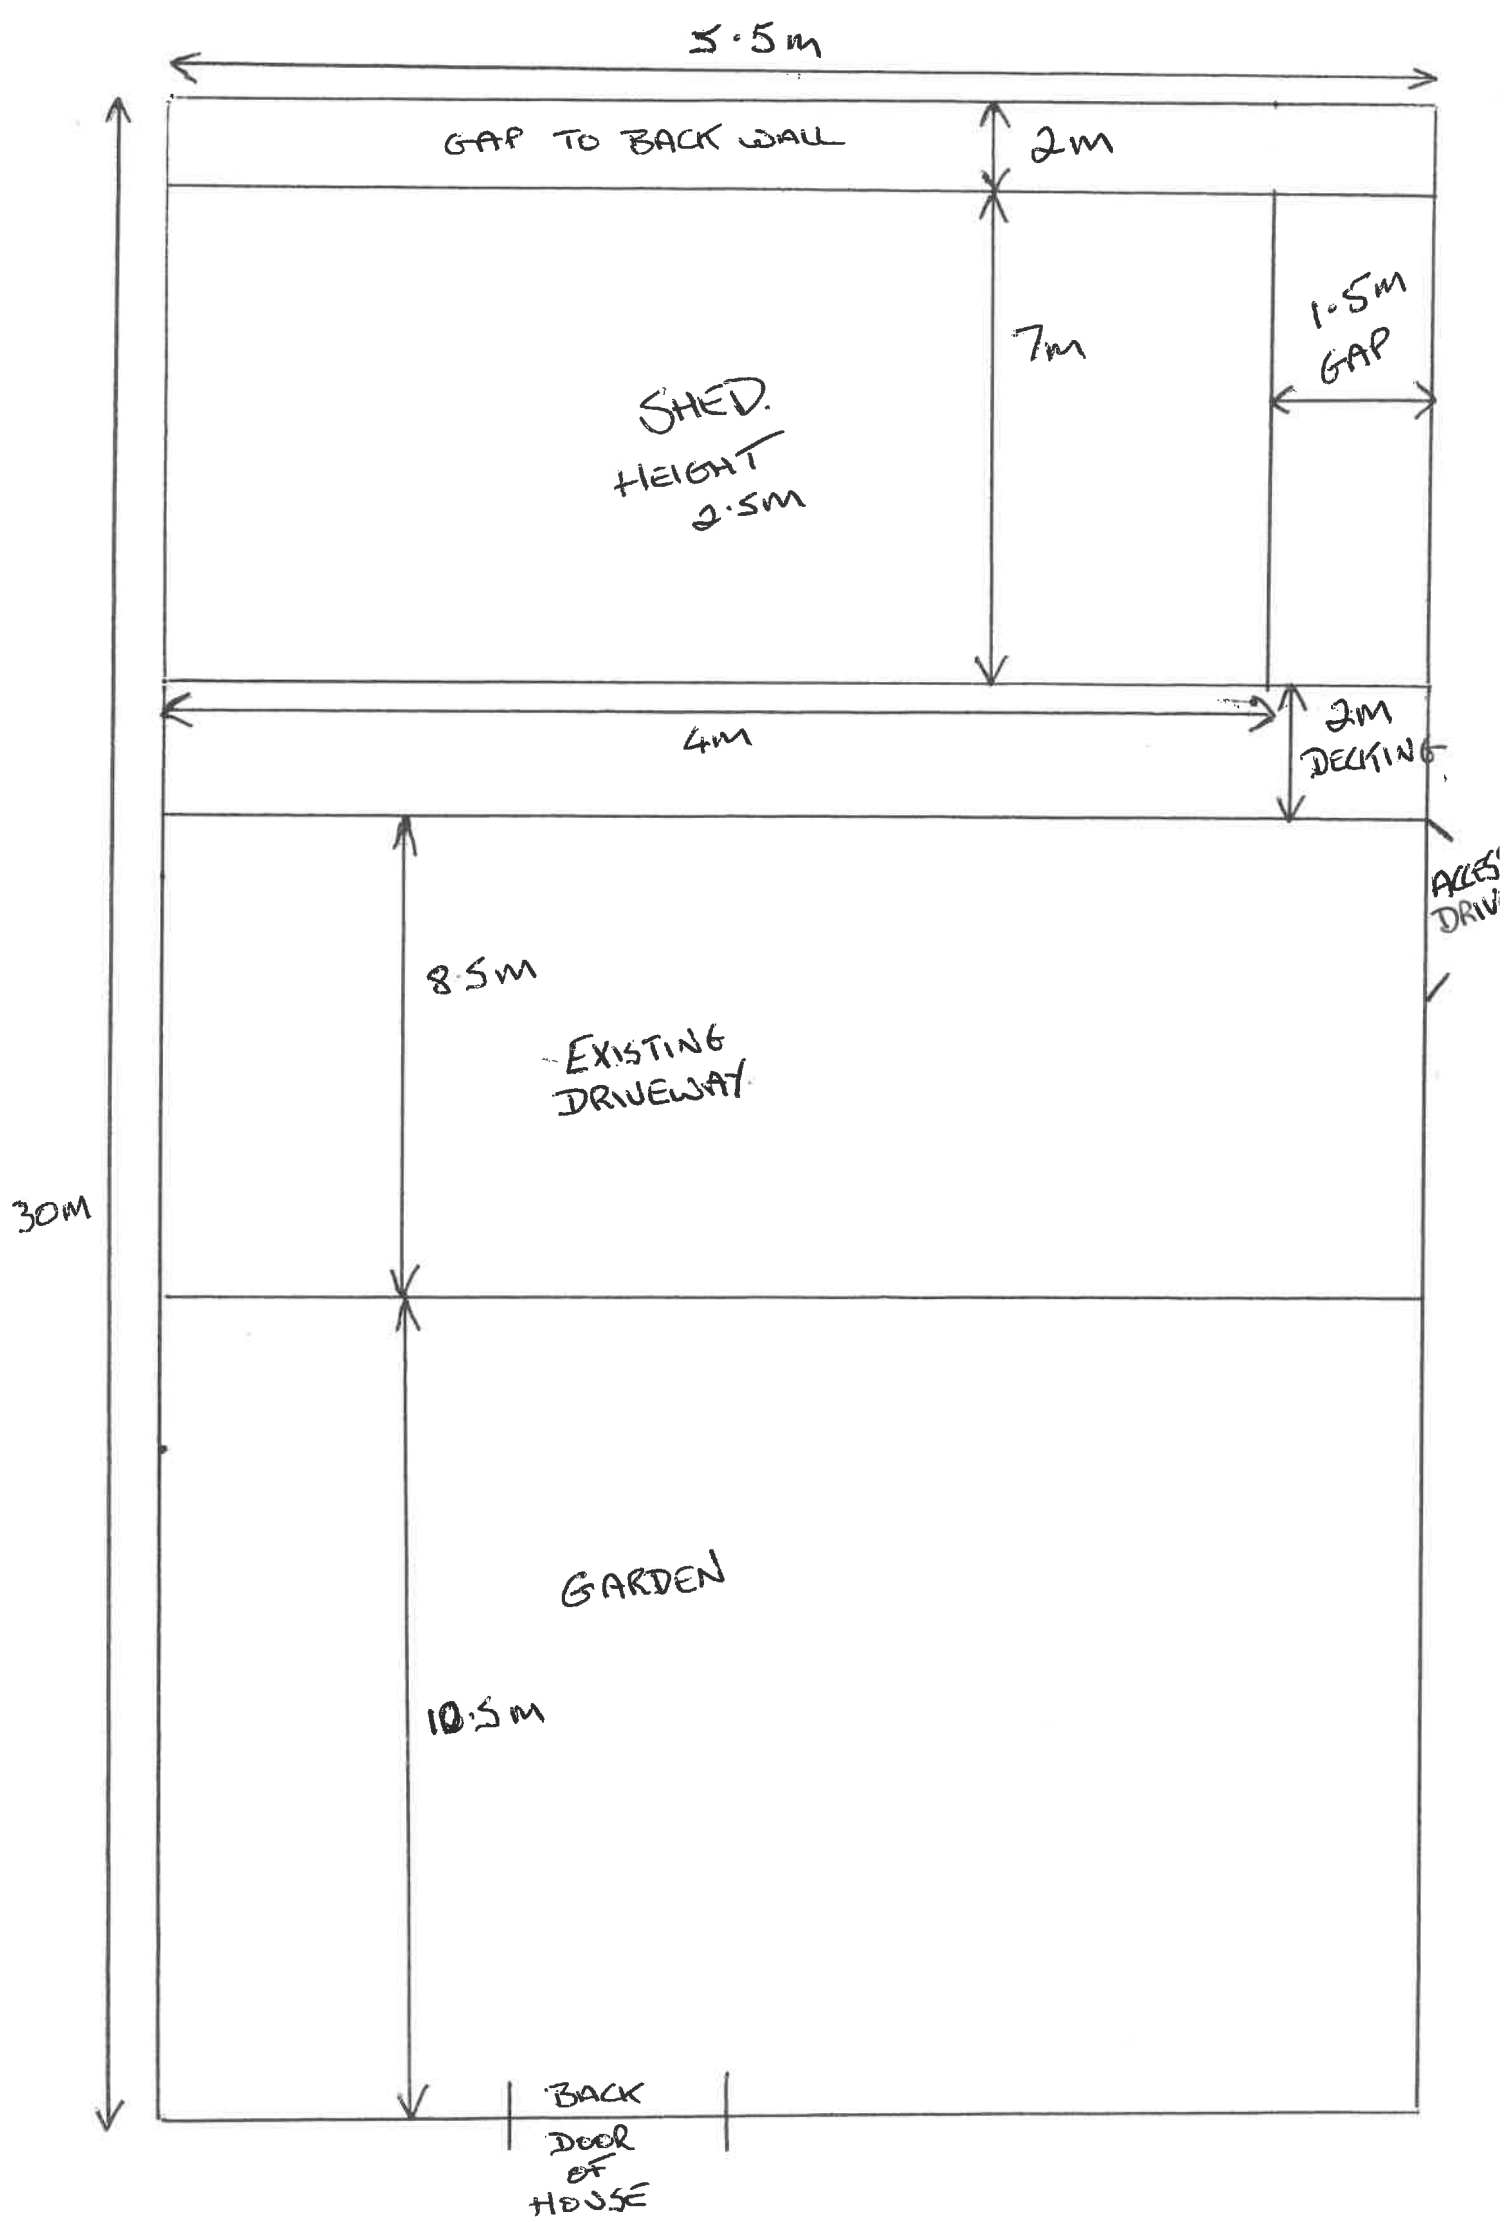 5.5m
GAP TO BACK WALL
2m
7m
1.5m
GAP
SHED.
HEIGHT
2.5m
4m
2m
DECKING
8.5m
EXISTING
DRIVEWAY
30M
GARDEN
10.5m
BACK
DOOR
OF
HOUSE